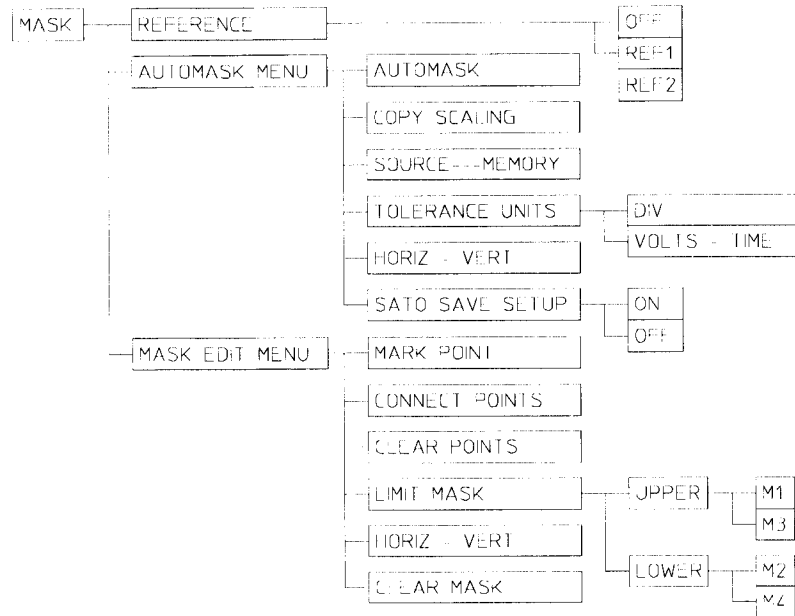 MASK REFERENCE OFF
REF1
AUTOMASK MENU AUTOMASK REF2
COPY SCALING
SOURCE---MEMORY
TOLERANCE UNITS DIV
HORIZ - VERT VOLTS - TIME
SATO SAVE SETUP ON
OFF
MASK EDIT MENU MARK POINT
CONNECT POINTS
CLEAR POINTS
LIMIT MASK UPPER M1
M3
HORIZ - VERT
CLEAR MASK LOWER M2
M4